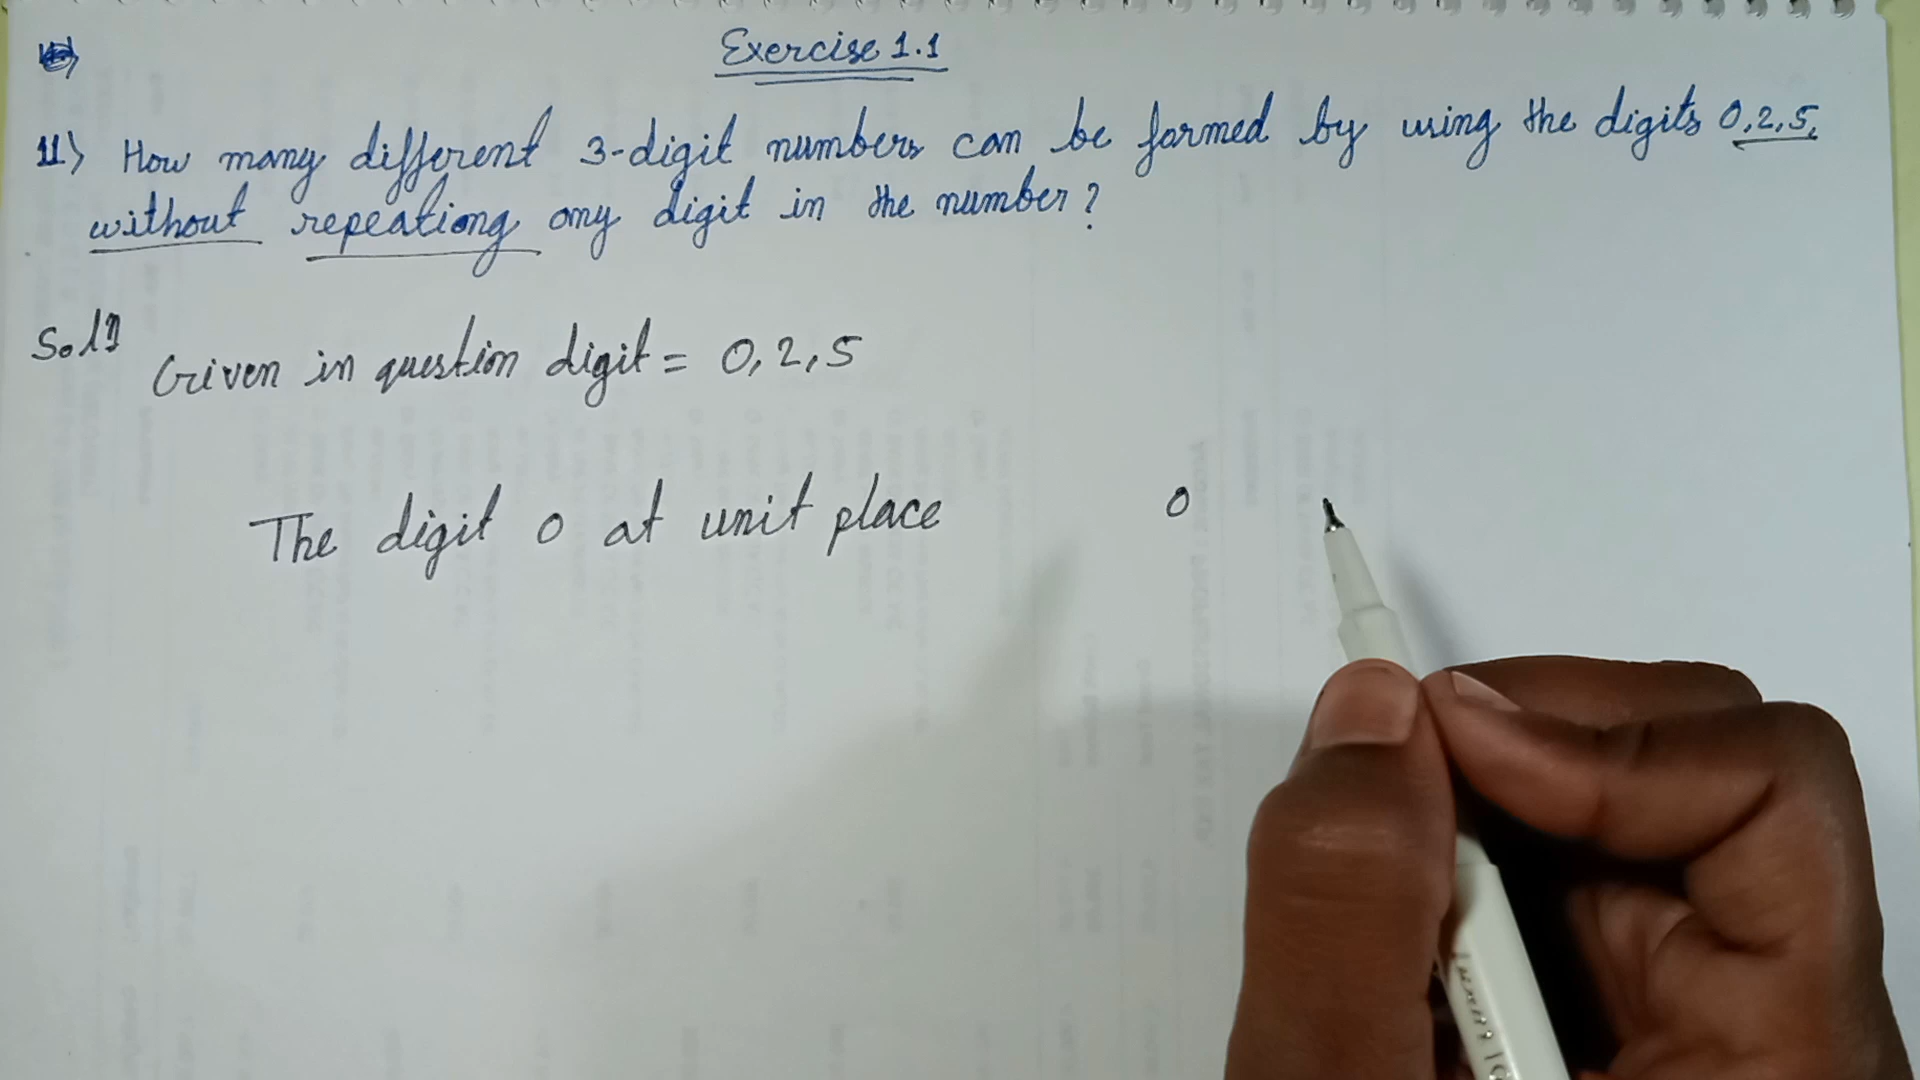 Exercise 1.1
11) How many different 3-digit numbers can be formed by using the digits 0,2,5,
without repeationg any digit in the number?
Given in question digit = 0, 2, 5
The digit 0 at unit place 0